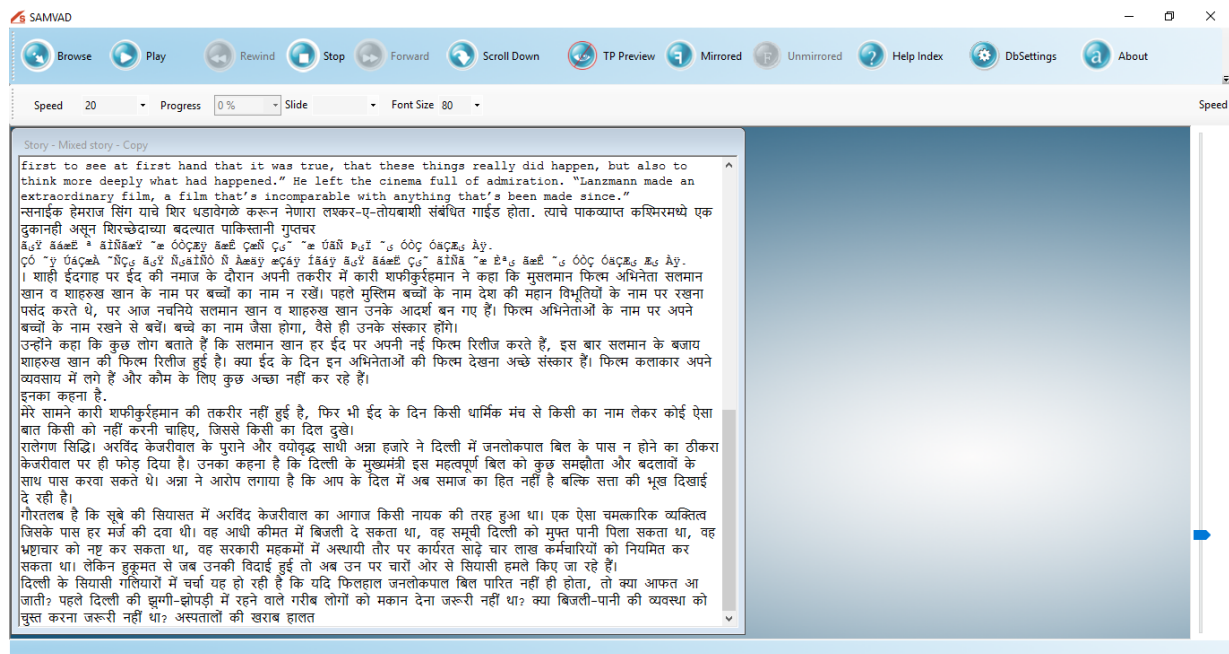 SAMVAD
Browse Play Rewind Stop Forward Scroll Down TP Preview Mirrored Unmirrored Help Index DbSettings About
Speed 20 Progress 0 % Slide Font Size 80 Speed
Story - Mixed story - Copy
first to see at first hand that it was true, that these things really did happen, but also to
think more deeply what had happened.” He left the cinema full of admiration. “Lanzmann made an
extraordinary film, a film that’s incomparable with anything that’s been made since.”
न्सनाईक हेमराज सिंग याचे शिर धडावेगळे करून नेणारा लश्कर-ए-तोयबाशी संबंधित गाईड होता. त्याचे पाकव्याप्त कश्मिरमध्ये एक
दुकानही असून शिरच्छेदाच्या बदल्यात पाकिस्तानी गुप्तचर
। शाही ईदगाह पर ईद की नमाज के दौरान अपनी तकरीर में कारी शफीकुर्रहमान ने कहा कि मुसलमान फिल्म अभिनेता सलमान
खान व शाहरुख खान के नाम पर बच्चों का नाम न रखें। पहले मुस्लिम बच्चों के नाम देश की महान विभूतियों के नाम पर रखना
पसंद करते थे, पर आज नचनिये सलमान खान व शाहरुख खान उनके आदर्श बन गए हैं। फिल्म अभिनेताओं के नाम पर अपने
बच्चों के नाम रखने से बचें। बच्चे का नाम जैसा होगा, वैसे ही उनके संस्कार होंगे।
उन्होंने कहा कि कुछ लोग बताते हैं कि सलमान खान हर ईद पर अपनी नई फिल्म रिलीज करते हैं, इस बार सलमान के बजाय
शाहरुख खान की फिल्म रिलीज हुई है। क्या ईद के दिन इन अभिनेताओं की फिल्म देखना अच्छे संस्कार हैं। फिल्म कलाकार अपने
व्यवसाय में लगे हैं और कौम के लिए कुछ अच्छा नहीं कर रहे हैं।
इनका कहना है.
मेरे सामने कारी शफीकुर्रहमान की तकरीर नहीं हुई है, फिर भी ईद के दिन किसी धार्मिक मंच से किसी का नाम लेकर कोई ऐसा
बात किसी को नहीं करनी चाहिए, जिससे किसी का दिल दुखे।
रालेगण सिद्धि। अरविंद केजरीवाल के पुराने और वयोवृद्ध साथी अन्ना हजारे ने दिल्ली में जनलोकपाल बिल के पास न होने का ठीकरा
केजरीवाल पर ही फोड़ दिया है। उनका कहना है कि दिल्ली के मुख्यमंत्री इस महत्वपूर्ण बिल को कुछ समझौता और बदलावों के
साथ पास करवा सकते थे। अन्ना ने आरोप लगाया है कि आप के दिल में अब समाज का हित नहीं है बल्कि सत्ता की भूख दिखाई
दे रही है।
गौरतलब है कि सूबे की सियासत में अरविंद केजरीवाल का आगाज किसी नायक की तरह हुआ था। एक ऐसा चमत्कारिक व्यक्तित्व
जिसके पास हर मर्ज की दवा थी। वह आधी कीमत में बिजली दे सकता था, वह समूची दिल्ली को मुफ्त पानी पिला सकता था, वह
भ्रष्टाचार को नष्ट कर सकता था, वह सरकारी महकमों में अस्थायी तौर पर कार्यरत साढ़े चार लाख कर्मचारियों को नियमित कर
सकता था। लेकिन हुकूमत से जब उनकी विदाई हुई तो अब उन पर चारों ओर से सियासी हमले किए जा रहे हैं।
दिल्ली के सियासी गलियारों में चर्चा यह हो रही है कि यदि फिलहाल जनलोकपाल बिल पारित नहीं ही होता, तो क्या आफत आ
जाती? पहले दिल्ली की झुग्गी-झोपड़ी में रहने वाले गरीब लोगों को मकान देना जरूरी नहीं था? क्या बिजली-पानी की व्यवस्था को
चुस्त करना जरूरी नहीं था? अस्पतालों की खराब हालत